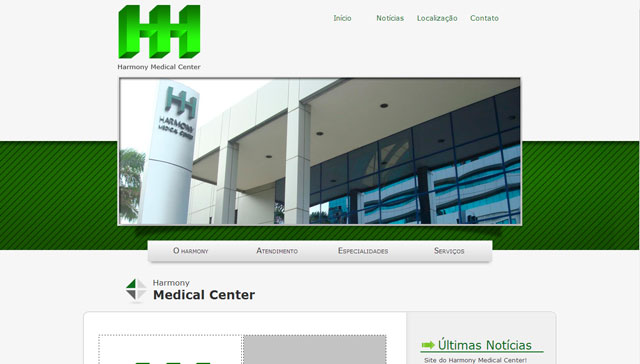 Início Notícias Localização Contato
Harmony Medical Center
HARMONY
MEDICAL CENTER
O HARMONY ATENDIMENTO ESPECIALIDADES SERVIÇOS
Harmony
Medical Center
Últimas Notícias
Site do Harmony Medical Center!